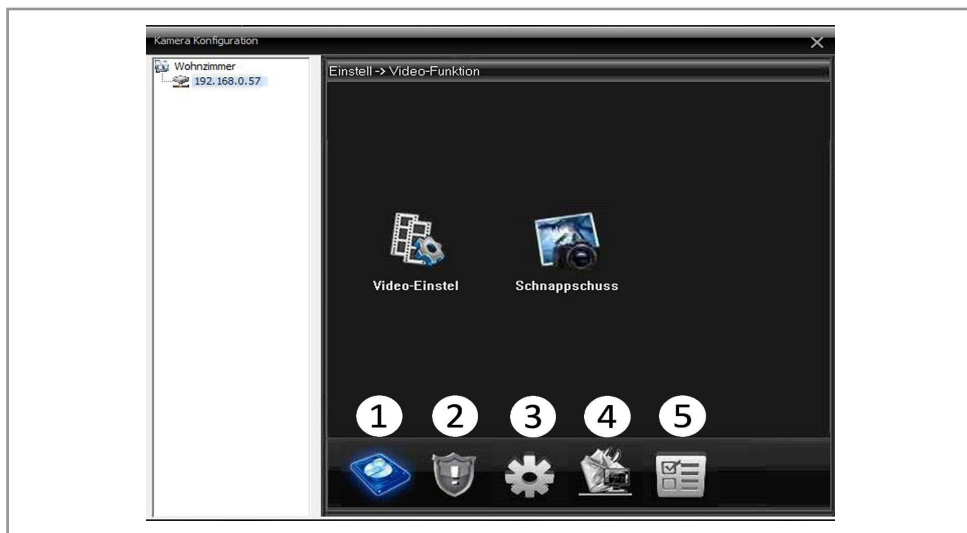 Kamera Konfiguration
Wohnzimmer
192.168.0.57
Einstell -> Video-Funktion
Video-Einstel
Schnappschuss
1 2 3 4 5